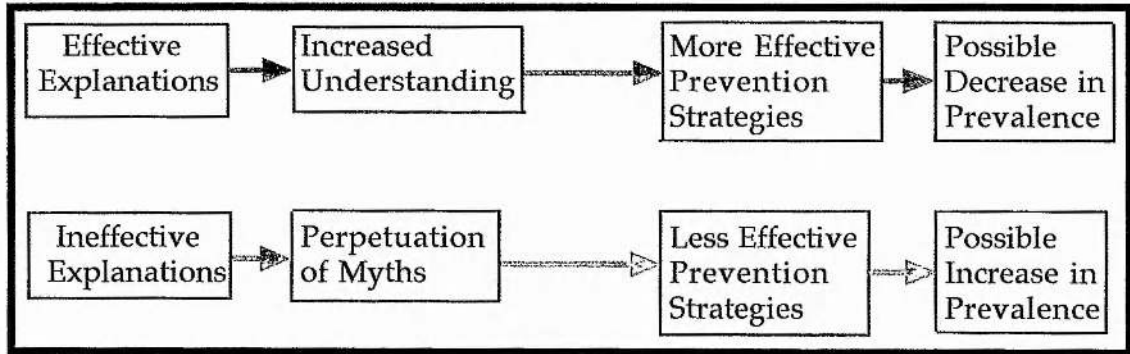 Effective
Explanations
Increased
Understanding
More Effective
Prevention
Strategies
Possible
Decrease in
Prevalence
Ineffective
Explanations
Perpetuation
of Myths
Less Effective
Prevention
Strategies
Possible
Increase in
Prevalence